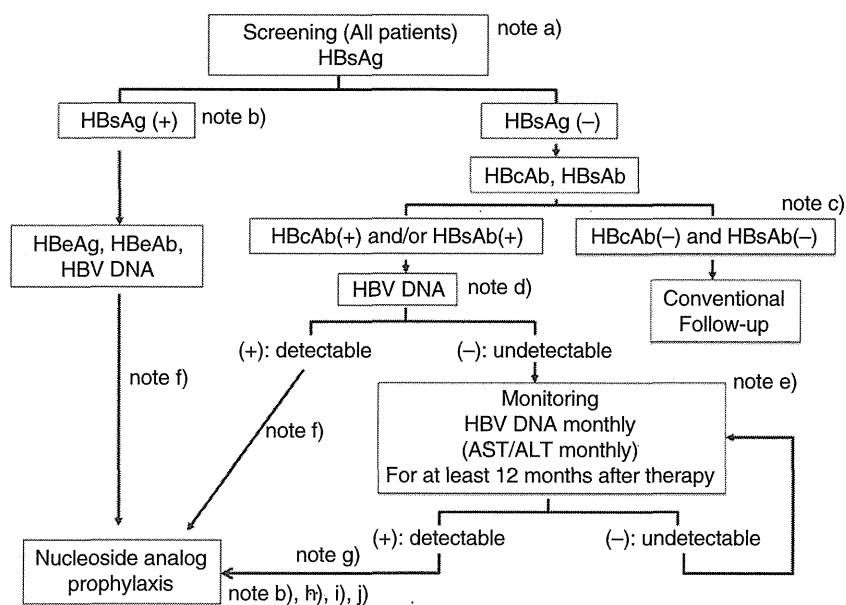 Screening (All patients)
HBsAg
note a)
HBsAg (+)
note b)
HBsAg (–)
HBcAb, HBsAb
note c)
HBcAb(+) and/or HBsAb(+)
HBcAb(–) and HBsAb(–)
HBeAg, HBeAb,
HBV DNA
HBV DNA
note d)
Conventional
Follow-up
(+): detectable
(–): undetectable
note e)
note f)
note f)
Monitoring
HBV DNA monthly
(AST/ALT monthly)
For at least 12 months after therapy
(+): detectable
(–): undetectable
note g)
Nucleoside analog
prophylaxis
note b), h), i), j)